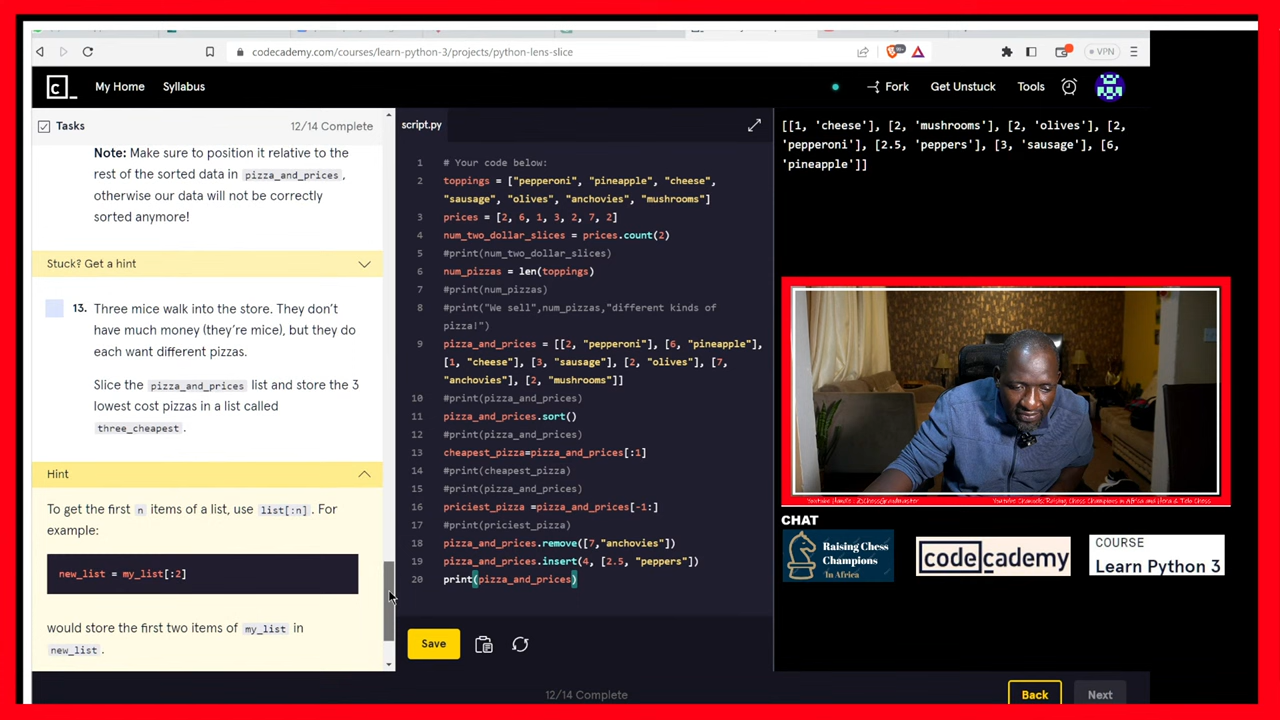 codecademy.com/courses/learn-python-3/projects/python-lens-slice
VPN
c_
My Home
Syllabus
Fork
Get Unstuck
Tools
Tasks
12/14 Complete
Note: Make sure to position it relative to the
rest of the sorted data in pizza_and_prices,
otherwise our data will not be correctly
sorted anymore!
Stuck? Get a hint
13. Three mice walk into the store. They don't
have much money (they're mice), but they do
each want different pizzas.
Slice the pizza_and_prices list and store the 3
lowest cost pizzas in a list called
three_cheapest.
Hint
To get the first n items of a list, use list[:n]. For
example:
new_list = my_list[:2]
would store the first two items of my_list in
new_list.
script.py
1 # Your code below:
2 toppings = ["pepperoni", "pineapple", "cheese",
"sausage", "olives", "anchovies", "mushrooms"]
3 prices = [2, 6, 1, 3, 2, 7, 2]
4 num_two_dollar_slices = prices.count(2)
5 #print(num_two_dollar_slices)
6 num_pizzas = len(toppings)
7 #print(num_pizzas)
8 #print("We sell",num_pizzas,"different kinds of
pizza!")
9 pizza_and_prices = [[2, "pepperoni"], [6, "pineapple"],
[1, "cheese"], [3, "sausage"], [2, "olives"], [7,
"anchovies"], [2, "mushrooms"]]
10 #print(pizza_and_prices)
11 pizza_and_prices.sort()
12 #print(pizza_and_prices)
13 cheapest_pizza=pizza_and_prices[:1]
14 #print(cheapest_pizza)
15 #print(pizza_and_prices)
16 priciest_pizza =pizza_and_prices[-1:]
17 #print(priciest_pizza)
18 pizza_and_prices.remove([7,"anchovies"])
19 pizza_and_prices.insert(4, [2.5, "peppers"])
20 print(pizza_and_prices)
Save
12/14 Complete
Back
Next
[[1, 'cheese'], [2, 'mushrooms'], [2, 'olives'], [2,
'pepperoni'], [2.5, 'peppers'], [3, 'sausage'], [6,
'pineapple']]
CHAT
Raising Chess
Champions
In Africa
codecademy
COURSE
Learn Python 3